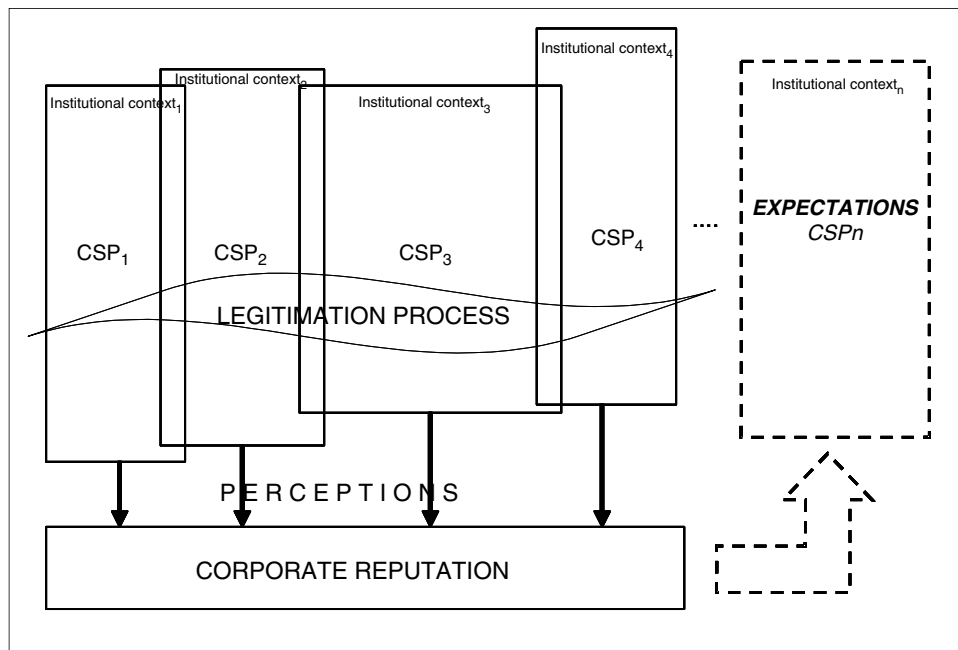 Institutional context₁
Institutional context₂
Institutional context₃
Institutional context₄
Institutional contextₙ
CSP₁
CSP₂
CSP₃
CSP₄
....
EXPECTATIONS
CSPn
LEGITIMATION PROCESS
PERCEPTIONS
CORPORATE REPUTATION